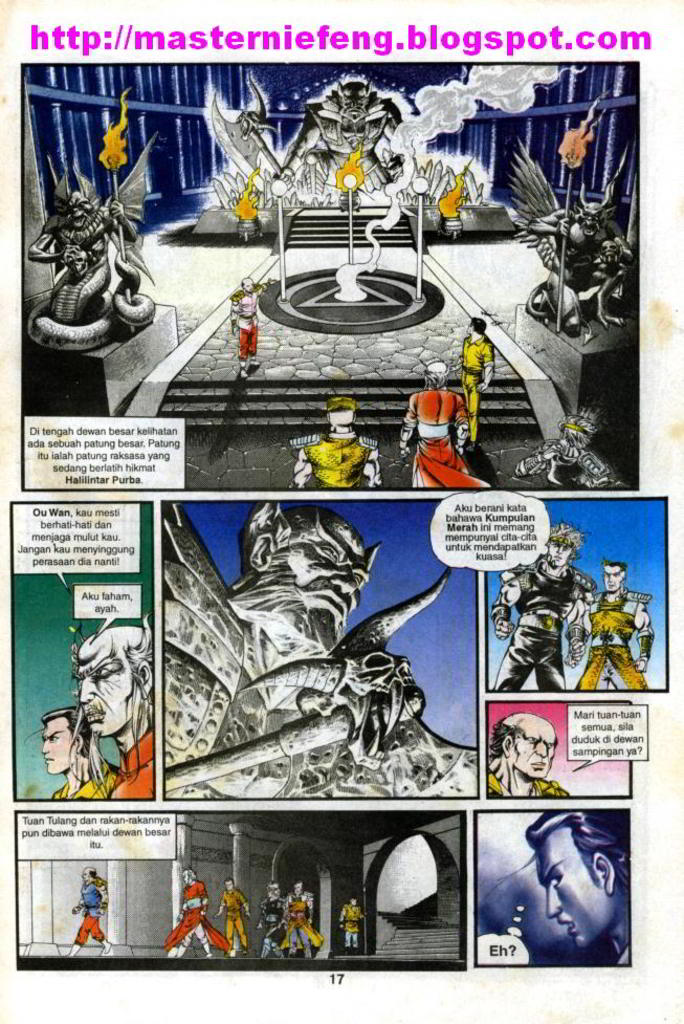 http://masterniefeng.blogspot.com
Di tengah dewan besar kelihatan
ada sebuah patung besar. Patung
itu ialah patung raksasa yang
sedang berlatih hikmat
Halilintar Purba.
Ou Wan, kau mesti
berhati-hati dan
menjaga mulut kau.
Jangan kau menyinggung
perasaan dia nanti!
Aku faham,
ayah.
Aku berani kata
bahawa Kumpulan
Merah ini memang
mempunyai cita-cita
untuk mendapatkan
kuasa!
Mari tuan-tuan
semua, sila
duduk di dewan
sampingan ya?
Tuan Tulang dan rakan-rakannya
pun dibawa melalui dewan besar
itu.
Eh?
17